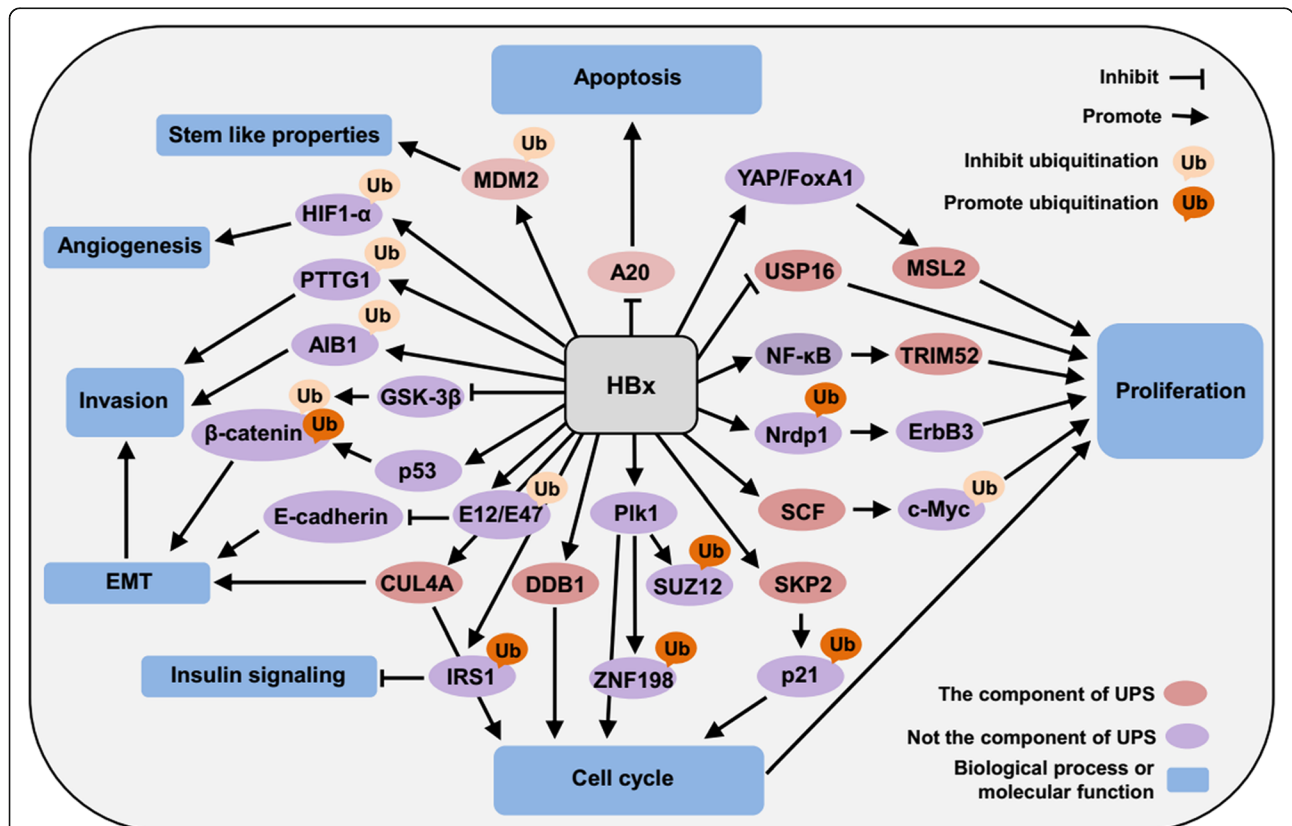 Apoptosis
Inhibit
Promote
Stem like properties
Ub
MDM2
Inhibit ubiquitination
Ub
YAP/FoxA1
Ub
HIF1-α
Promote ubiquitination
Ub
Angiogenesis
Ub
PTTG1
A20
USP16
MSL2
Ub
AIB1
NF-κB
TRIM52
HBx
Proliferation
Invasion
Ub
GSK-3β
Ub
Nrdp1
ErbB3
β-catenin
Ub
p53
Ub
Ub
E-cadherin
E12/E47
Plk1
SCF
c-Myc
Ub
EMT
CUL4A
DDB1
SUZ12
SKP2
Ub
Ub
Ub
Insulin signaling
IRS1
ZNF198
p21
The component of UPS
Not the component of UPS
Cell cycle
Biological process or
molecular function